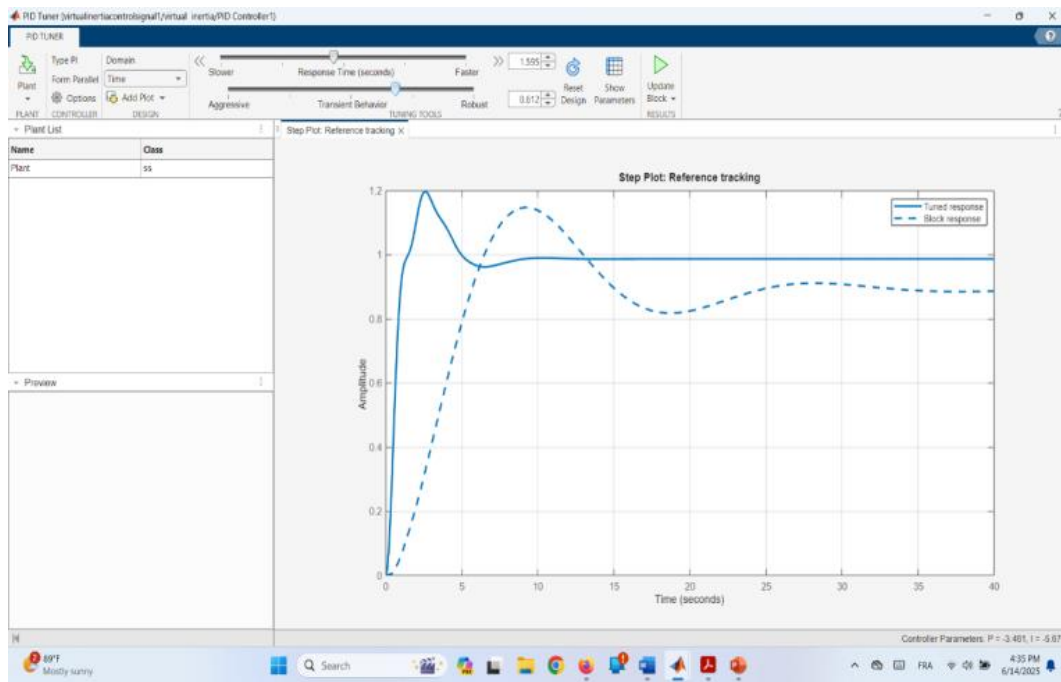 PID Tuner (virtualinertiacontrolsignal1/virtual inertia/PID Controller1)
PID TUNER
Plant
Type PI
Form Parallel
Options
Domain
Time
Add Plot
Slower
Response Time (seconds)
Faster
Aggressive
Transient Behavior
Robust
1.595
0.612
Reset
Design
Show
Parameters
Update
Block
PLANT
CONTROLLER
DESIGN
TUNING TOOLS
RESULTS
Plant List
Name Class
Plant ss
Preview
Step Plot: Reference tracking
Step Plot: Reference tracking
Tuned response
Block response
Amplitude
1.2
1
0.8
0.6
0.4
0.2
0
0 5 10 15 20 25 30 35 40
Time (seconds)
Controller Parameters: P = -3.461, I = -5.87
89°F
Mostly sunny
Search
FRA
4:35 PM
6/14/2025